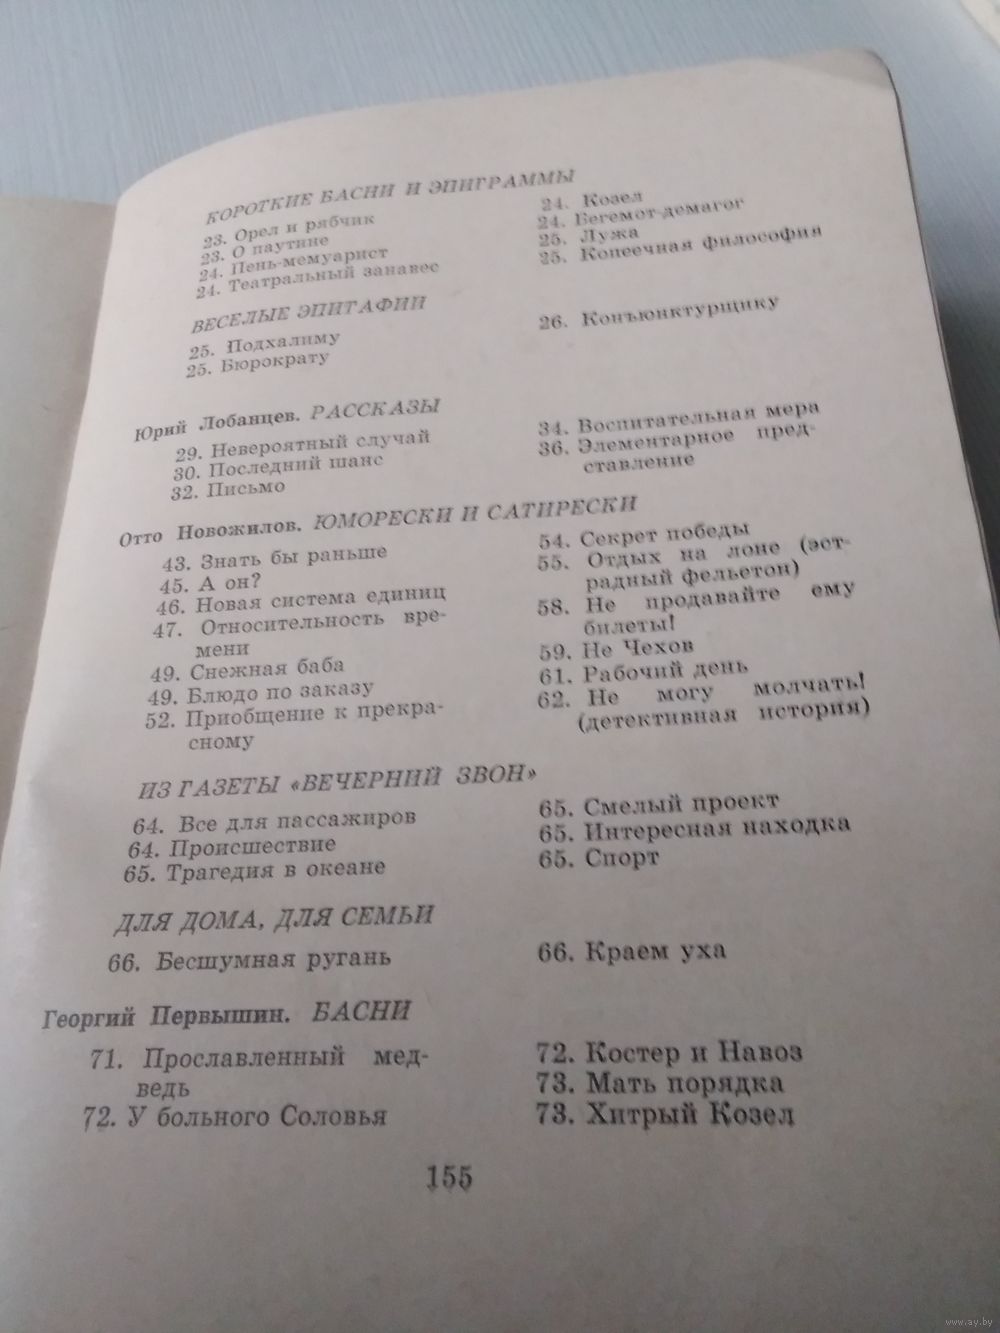 КОРОТКИЕ БАСНИ И ЭПИГРАММЫ
23. Орел и рябчик
23. О паутине
24. Пень-мемуарист
24. Театральный занавес
24. Козел
24. Бегемот-демагог
25. Лужа
25. Копеечная философия
ВЕСЕЛЫЕ ЭПИТАФИИ
25. Подхалиму
25. Бюрократу
26. Конъюнктурщику
Юрий Лобанцев. РАССКАЗЫ
29. Невероятный случай
30. Последний шанс
32. Письмо
34. Воспитательная мера
36. Элементарное пред-
ставление
Отто Новожилов. ЮМОРЕСКИ И САТИРЕСКИ
43. Знать бы раньше
45. А он?
46. Новая система единиц
47. Относительность вре-
мени
49. Снежная баба
49. Блюдо по заказу
52. Приобщение к прекра-
сному
54. Секрет победы
55. Отдых на лоне (эст-
радный фельетон)
58. Не продавайте ему
билеты!
59. Не Чехов
61. Рабочий день
62. Не могу молчать!
(детективная история)
ИЗ ГАЗЕТЫ «ВЕЧЕРНИЙ ЗВОН»
64. Все для пассажиров
64. Происшествие
65. Трагедия в океане
65. Смелый проект
65. Интересная находка
65. Спорт
ДЛЯ ДОМА, ДЛЯ СЕМЬИ
66. Бесшумная ругань
66. Краем уха
Георгий Первышин. БАСНИ
71. Прославленный мед-
ведь
72. У больного Соловья
72. Костер и Навоз
73. Мать порядка
73. Хитрый Козел
155
www.ay.by